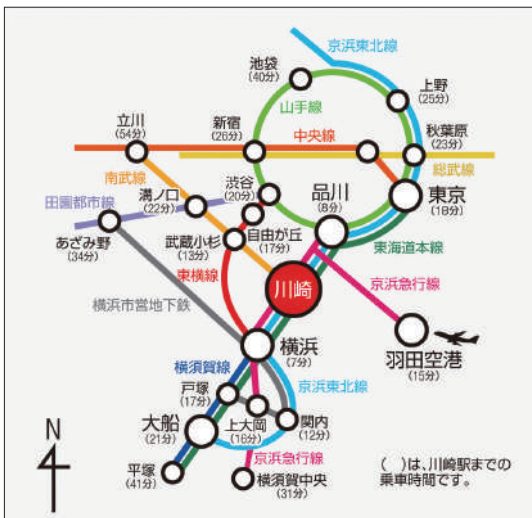 京浜東北線
池袋
(40分)
上野
(25分)
山手線
立川
(54分)
新宿
(26分)
中央線
秋葉原
(23分)
総武線
南武線
渋谷
(20分)
田園都市線
溝ノ口
(22分)
品川
(8分)
東京
(18分)
自由が丘
(17分)
あざみ野
(34分)
武蔵小杉
(13分)
東海道本線
東横線
川崎
京浜急行線
横浜市営地下鉄
横浜
(7分)
羽田空港
(15分)
横須賀線
戸塚
(17分)
京浜東北線
大船
(21分)
上大岡
(16分)
関内
(12分)
N
平塚
(41分)
京浜急行線
横須賀中央
(31分)
( )は、川崎駅までの
乗車時間です。